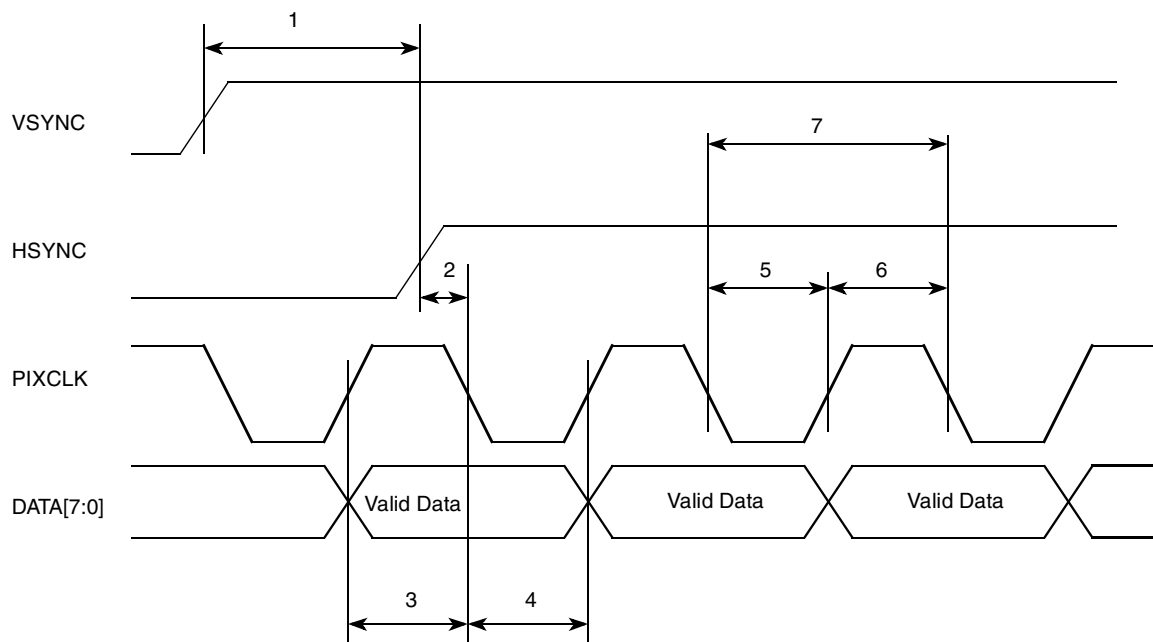 1
VSYNC
7
HSYNC
2
5
6
PIXCLK
DATA[7:0]
Valid Data
Valid Data
Valid Data
3
4